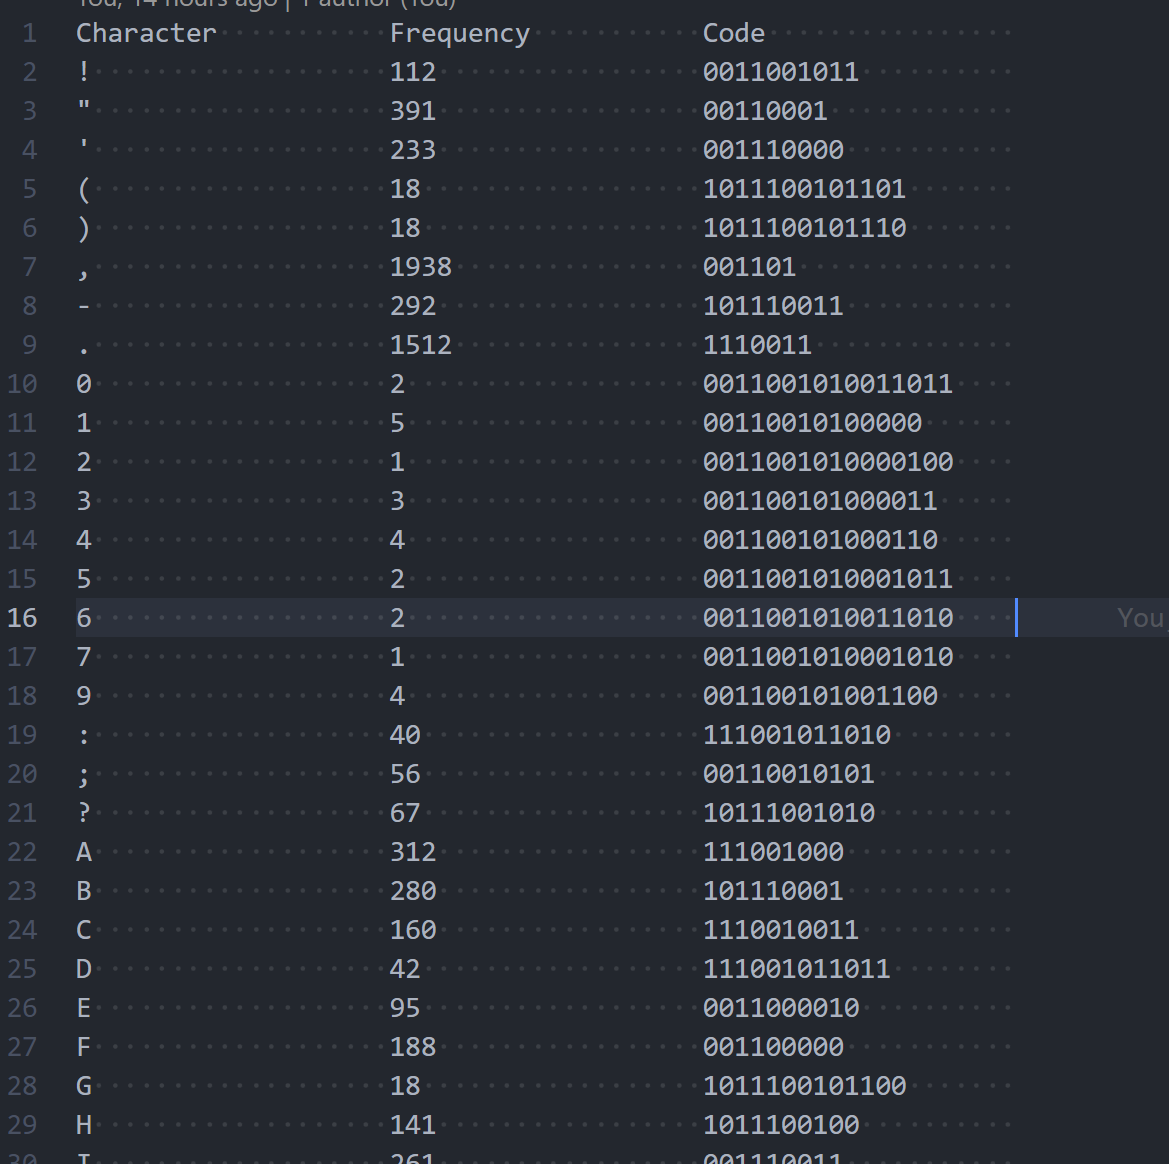 You, 14 hours ago | 1 author (You)
1 Character Frequency Code
2 ! 112 0011001011
3 " 391 00110001
4 ' 233 001110000
5 ( 18 1011100101101
6 ) 18 1011100101110
7 , 1938 001101
8 - 292 101110011
9 . 1512 1110011
10 0 2 0011001010011011
11 1 5 00110010100000
12 2 1 0011001010000100
13 3 3 001100101000011
14 4 4 001100101000110
15 5 2 0011001010001011
16 6 2 0011001010011010 You
17 7 1 0011001010001010
18 9 4 001100101001100
19 : 40 111001011010
20 ; 56 00110010101
21 ? 67 10111001010
22 A 312 111001000
23 B 280 101110001
24 C 160 1110010011
25 D 42 111001011011
26 E 95 0011000010
27 F 188 001100000
28 G 18 1011100101100
29 H 141 1011100100
30 I 261 001110011